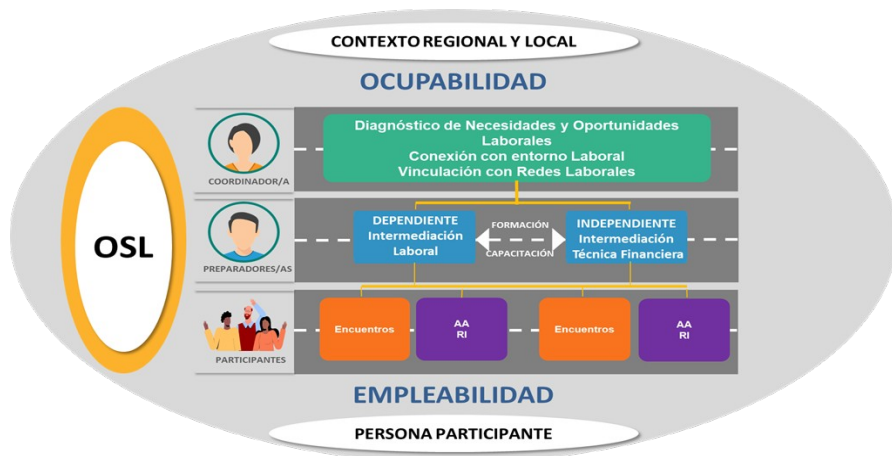 CONTEXTO REGIONAL Y LOCAL
OCUPABILIDAD
OSL
COORDINADOR/A
Diagnóstico de Necesidades y Oportunidades
Laborales
Conexión con entorno Laboral
Vinculación con Redes Laborales
PREPARADORES/AS
DEPENDIENTE
Intermediación
Laboral
FORMACIÓN
CAPACITACIÓN
INDEPENDIENTE
Intermediación
Técnica Financiera
PARTICIPANTES
Encuentros
AA
RI
Encuentros
AA
RI
EMPLEABILIDAD
PERSONA PARTICIPANTE